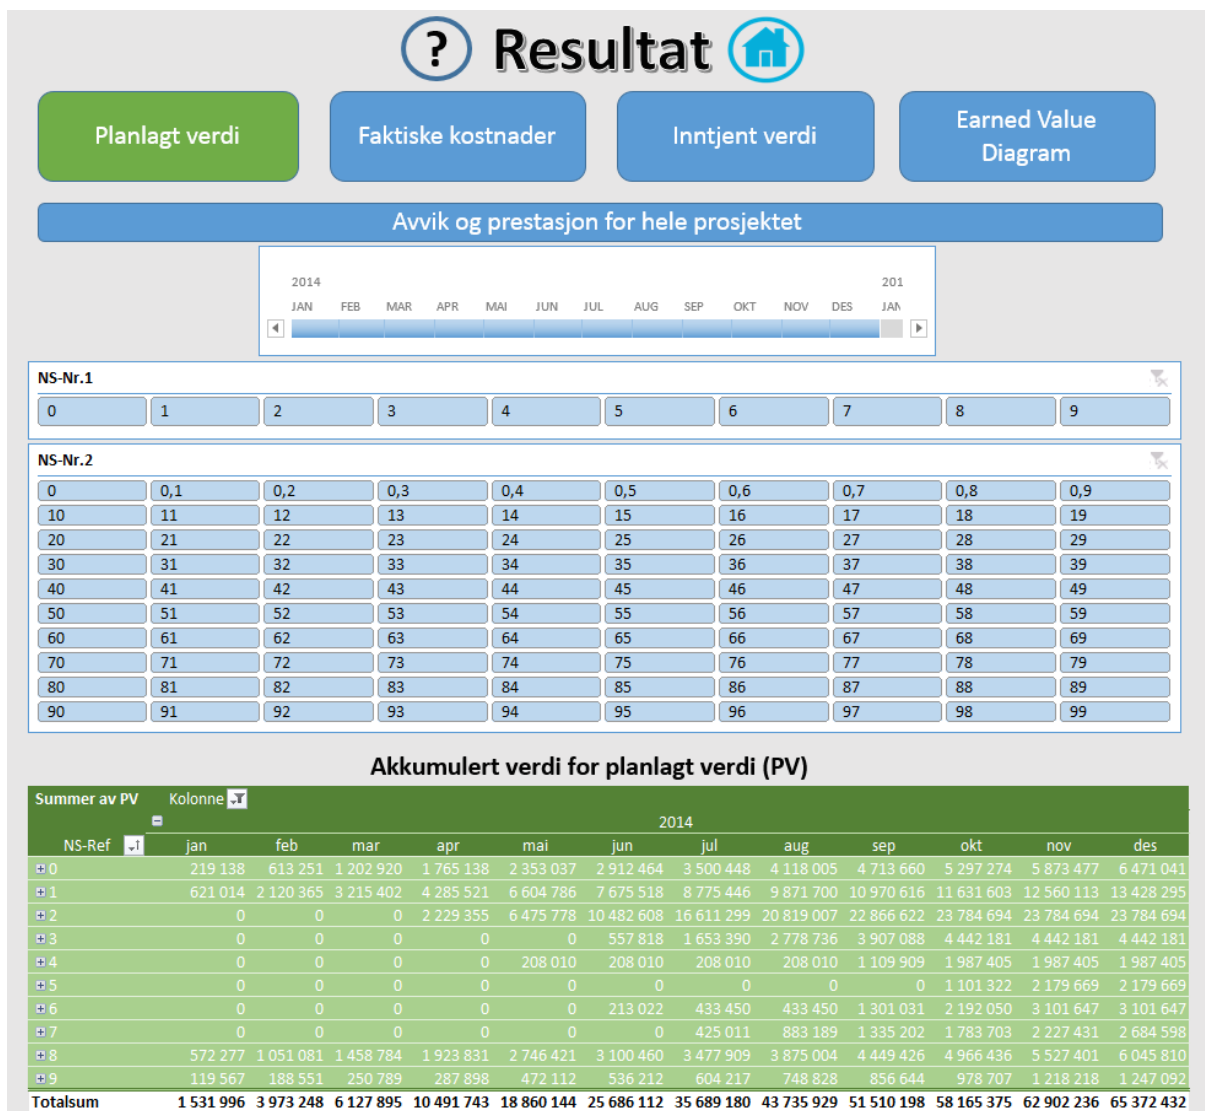 ? Resultat
Planlagt verdi Faktiske kostnader Inntjent verdi Earned Value Diagram
Avvik og prestasjon for hele prosjektet
2014 201
JAN FEB MAR APR MAI JUN JUL AUG SEP OKT NOV DES JAN
NS-Nr.1
0 1 2 3 4 5 6 7 8 9
NS-Nr.2
0 0,1 0,2 0,3 0,4 0,5 0,6 0,7 0,8 0,9
10 11 12 13 14 15 16 17 18 19
20 21 22 23 24 25 26 27 28 29
30 31 32 33 34 35 36 37 38 39
40 41 42 43 44 45 46 47 48 49
50 51 52 53 54 55 56 57 58 59
60 61 62 63 64 65 66 67 68 69
70 71 72 73 74 75 76 77 78 79
80 81 82 83 84 85 86 87 88 89
90 91 92 93 94 95 96 97 98 99
Akkumulert verdi for planlagt verdi (PV)
Summer av PV Kolonne
2014
NS-Ref jan feb mar apr mai jun jul aug sep okt nov des
0 219 138 613 251 1 202 920 1 765 138 2 353 037 2 912 464 3 500 448 4 118 005 4 713 660 5 297 274 5 873 477 6 471 041
1 621 014 2 120 365 3 215 402 4 285 521 6 604 786 7 675 518 8 775 446 9 871 700 10 970 616 11 631 603 12 560 113 13 428 295
2 0 0 0 2 229 355 6 475 778 10 482 608 16 611 299 20 819 007 22 866 622 23 784 694 23 784 694 23 784 694
3 0 0 0 0 0 557 818 1 653 390 2 778 736 3 907 088 4 442 181 4 442 181 4 442 181
4 0 0 0 0 208 010 208 010 208 010 208 010 1 109 909 1 987 405 1 987 405 1 987 405
5 0 0 0 0 0 0 0 0 0 1 101 322 2 179 669 2 179 669
6 0 0 0 0 0 213 022 433 450 433 450 1 301 031 2 192 050 3 101 647 3 101 647
7 0 0 0 0 0 0 425 011 883 189 1 335 202 1 783 703 2 227 431 2 684 598
8 572 277 1 051 081 1 458 784 1 923 831 2 746 421 3 100 460 3 477 909 3 875 004 4 449 426 4 966 436 5 527 401 6 045 810
9 119 567 188 551 250 789 287 898 472 112 536 212 604 217 748 828 856 644 978 707 1 218 218 1 247 092
Totalsum 1 531 996 3 973 248 6 127 895 10 491 743 18 860 144 25 686 112 35 689 180 43 735 929 51 510 198 58 165 375 62 902 236 65 372 432